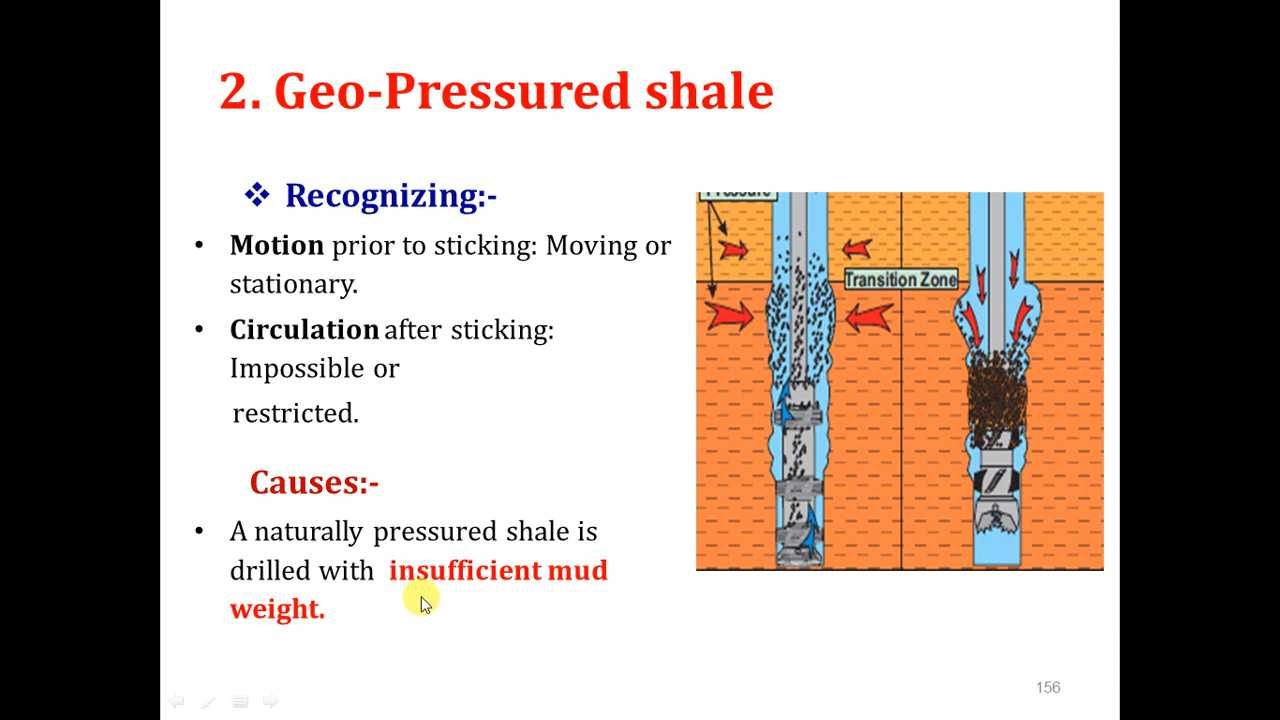 2. Geo-Pressured shale
❖ Recognizing:-
• Motion prior to sticking: Moving or
stationary.
• Circulation after sticking:
Impossible or
restricted.
Causes:-
• A naturally pressured shale is
drilled with insufficient mud
weight.
Pressure
Transition Zone
156